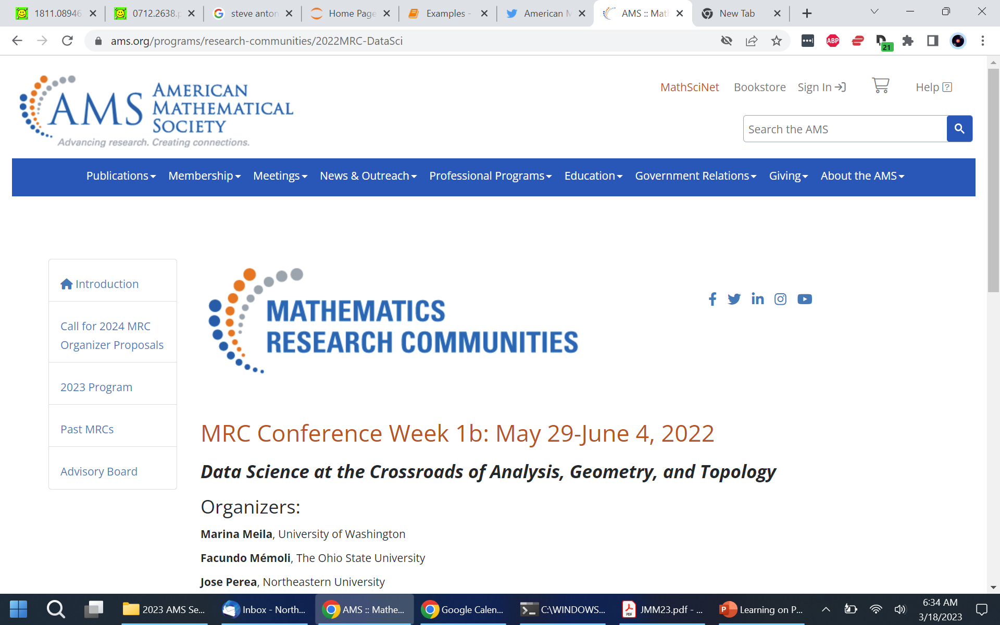 1811.08946
0712.2638.p
steve anton
Home Page
Examples -
American M
AMS :: Math
New Tab
ams.org/programs/research-communities/2022MRC-DataSci
ABP
21
AMS
AMERICAN
MATHEMATICAL
SOCIETY
Advancing research. Creating connections.
MathSciNet
Bookstore
Sign In
Help
Search the AMS
Publications
Membership
Meetings
News & Outreach
Professional Programs
Education
Government Relations
Giving
About the AMS
Introduction
Call for 2024 MRC
Organizer Proposals
2023 Program
Past MRCs
Advisory Board
MATHEMATICS
RESEARCH COMMUNITIES
MRC Conference Week 1b: May 29-June 4, 2022
Data Science at the Crossroads of Analysis, Geometry, and Topology
Organizers:
Marina Meila, University of Washington
Facundo Mémoli, The Ohio State University
Jose Perea, Northeastern University
2023 AMS Se...
Inbox - North...
AMS :: Mathe...
Google Calen...
C:\WINDOWS...
JMM23.pdf - ...
Learning on P...
6:34 AM
3/18/2023